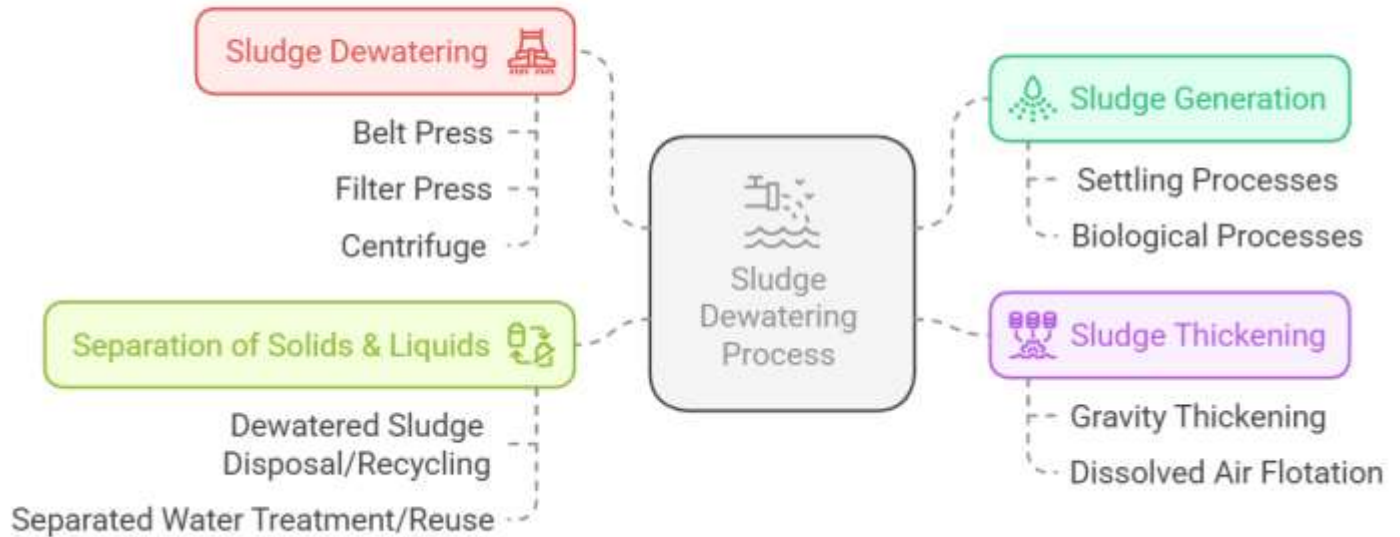 Sludge Dewatering
Belt Press
Filter Press
Centrifuge
Separation of Solids & Liquids
Dewatered Sludge
Disposal/Recycling
Separated Water Treatment/Reuse
Sludge
Dewatering
Process
Sludge Generation
Settling Processes
Biological Processes
Sludge Thickening
Gravity Thickening
Dissolved Air Flotation